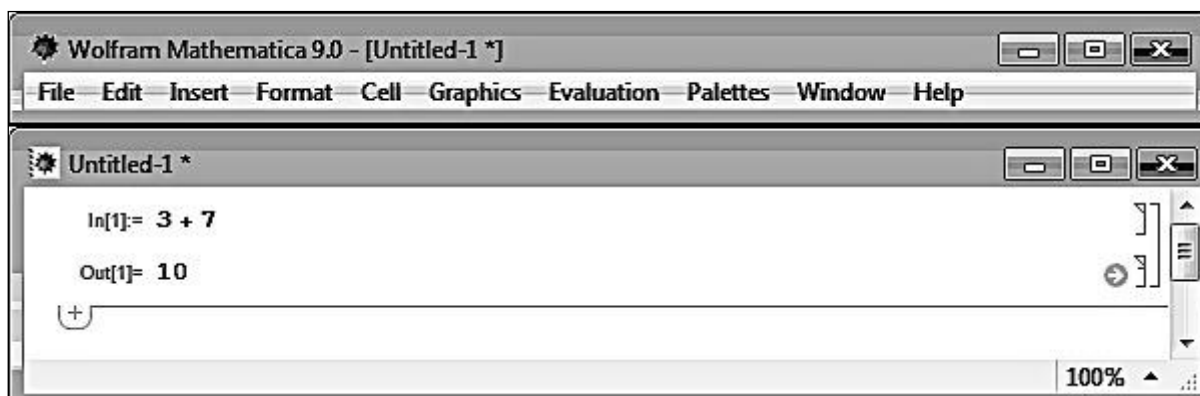 Wolfram Mathematica 9.0 - [Untitled-1 *]
File Edit Insert Format Cell Graphics Evaluation Palettes Window Help
Untitled-1 *
In[1]:= 3 + 7
Out[1]= 10
100%